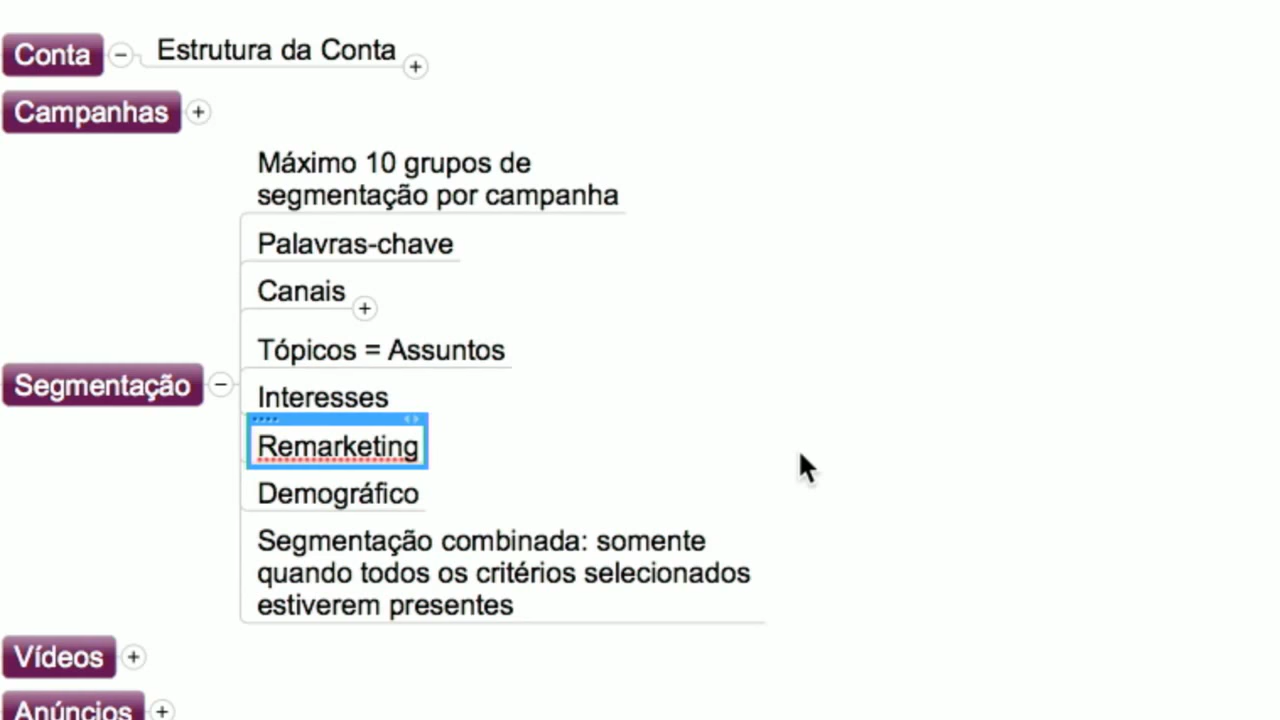 Conta
Estrutura da Conta
Campanhas
Máximo 10 grupos de
segmentação por campanha
Palavras-chave
Canais
Tópicos = Assuntos
Segmentação
Interesses
Remarketing
Demográfico
Segmentação combinada: somente
quando todos os critérios selecionados
estiverem presentes
Vídeos
Anúncios